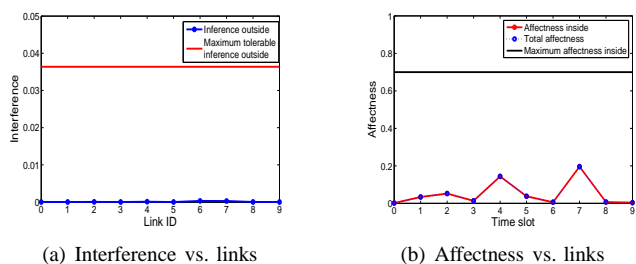 0.05
0.04
0.03
0.02
0.01
0
Interference
Inference outside
Maximum tolerable
inference outside
0 1 2 3 4 5 6 7 8 9
Link ID
(a) Interference vs. links
1
0.8
0.6
0.4
0.2
0
Affectness
Affectness inside
Total affectness
Maximum affectness inside
0 1 2 3 4 5 6 7 8 9
Time slot
(b) Affectness vs. links